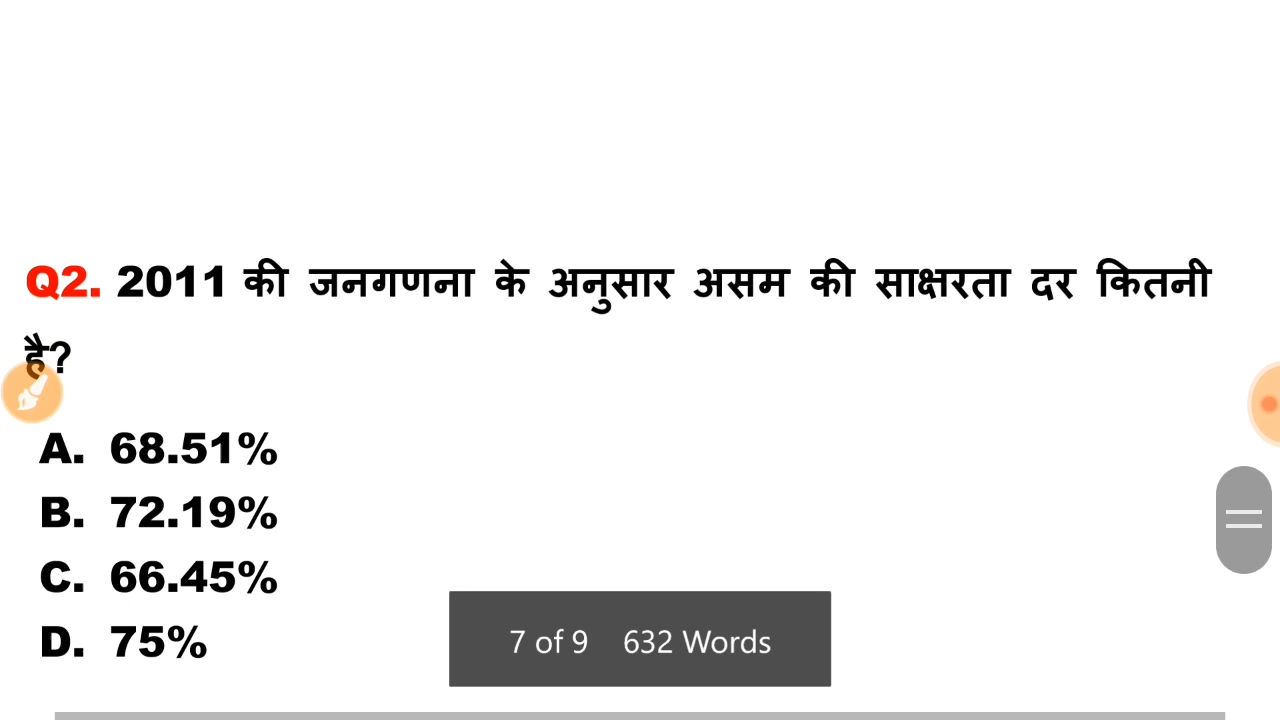 Q2. 2011 की जनगणना के अनुसार असम की साक्षरता दर कितनी
है?
A. 68.51%
B. 72.19%
C. 66.45%
D. 75%
7 of 9 632 Words